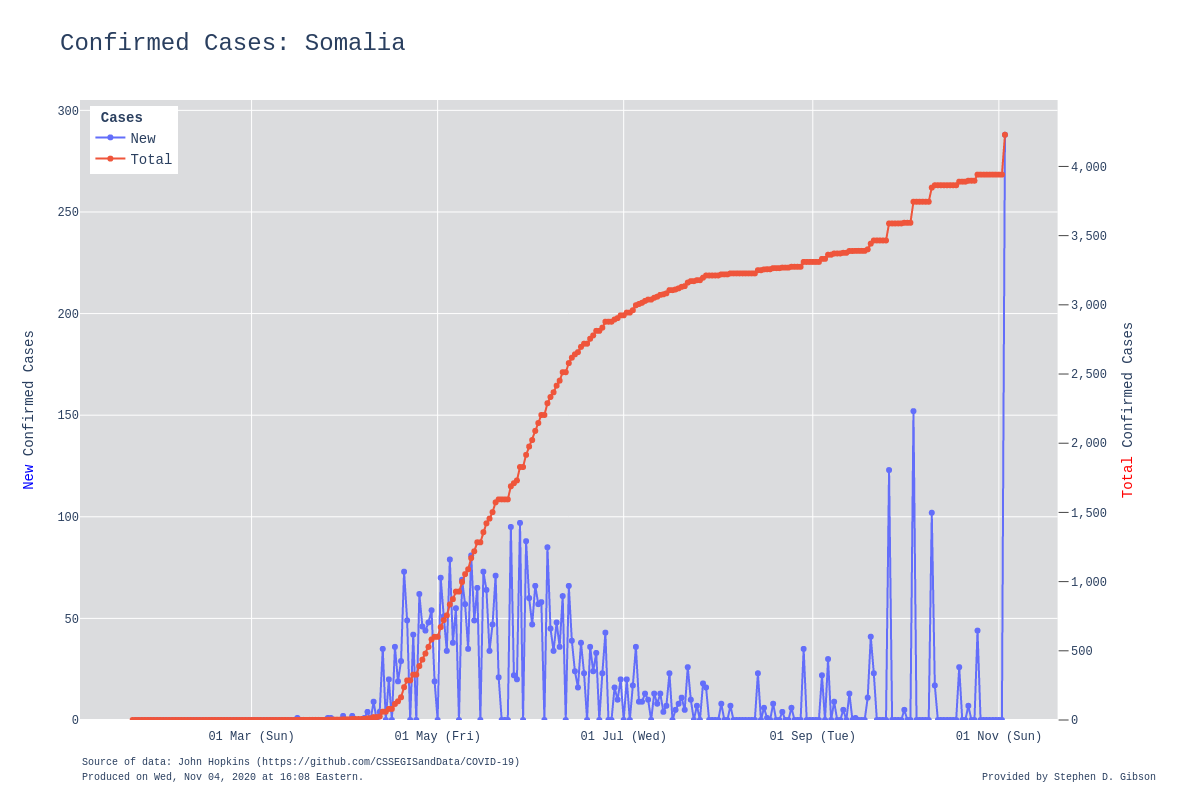 Confirmed Cases: Somalia
Cases
New
Total
300
250
200
150
100
50
0
New Confirmed Cases
4,000
3,500
3,000
2,500
2,000
1,500
1,000
500
0
Total Confirmed Cases
01 Mar (Sun) 01 May (Fri) 01 Jul (Wed) 01 Sep (Tue) 01 Nov (Sun)
Source of data: John Hopkins (https://github.com/CSSEGISandData/COVID-19)
Produced on Wed, Nov 04, 2020 at 16:08 Eastern.
Provided by Stephen D. Gibson